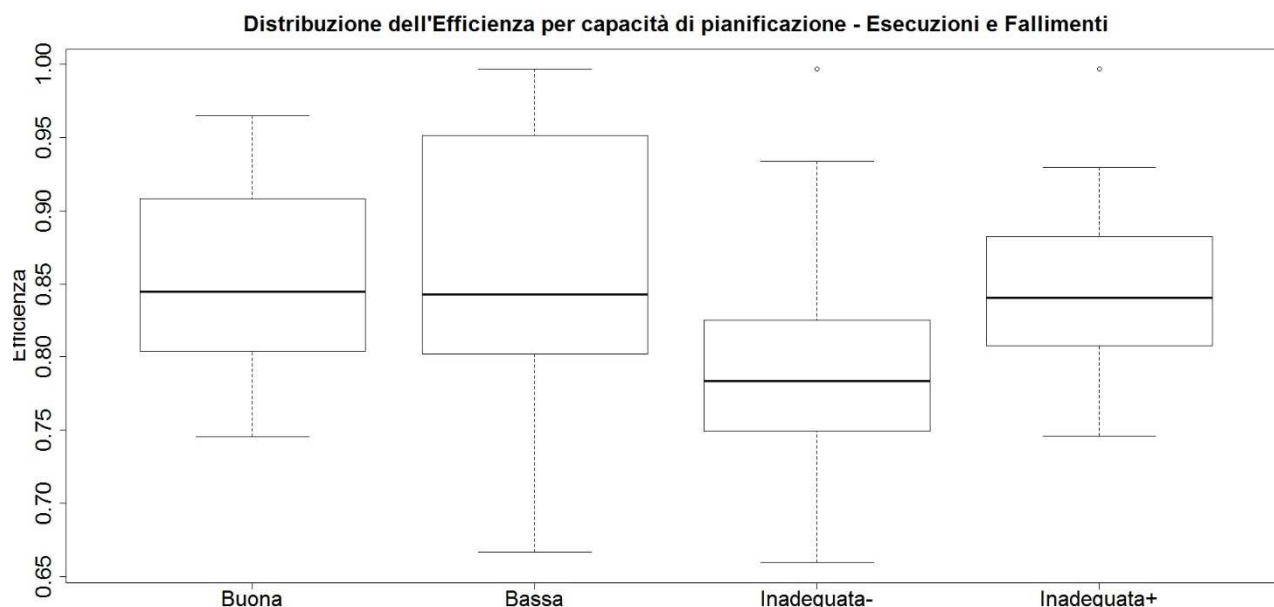 Distribuzione dell'Efficienza per capacità di pianificazione - Esecuzioni e Fallimenti
Efficienza
1.00
0.95
0.90
0.85
0.80
0.75
0.70
0.65
Buona Bassa Inadeguata- Inadeguata+